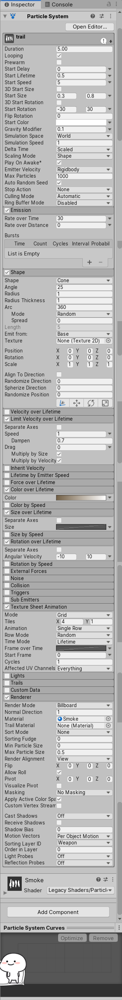 Inspector Console
Particle System
Open Editor...
trail
Duration 5.00
Looping
Prewarm
Start Delay 0
Start Lifetime 0.5
Start Speed 5
3D Start Size
Start Size 0.3 0.8
3D Start Rotation
Start Rotation -30 30
Flip Rotation 0
Start Color
Gravity Modifier 0.1
Simulation Space World
Simulation Speed 1
Delta Time Scaled
Scaling Mode Shape
Play On Awake*
Emitter Velocity Rigidbody
Max Particles 1000
Auto Random Seed
Stop Action None
Culling Mode Automatic
Ring Buffer Mode Disabled
Emission
Rate over Time 30
Rate over Distance 0
Bursts
Time Count Cycles Interval Probabil
List is Empty
+ −
Shape
Shape Cone
Angle 25
Radius 1
Radius Thickness 1
Arc 360
Mode Random
Spread 0
Length 5
Emit from: Base
Texture None (Texture 2D)
Position X 0 Y 0 Z 0
Rotation X 0 Y 0 Z 0
Scale X 1 Y 1 Z 1
Align To Direction
Randomize Direction 0
Spherize Direction 0
Randomize Position 0
Velocity over Lifetime
Limit Velocity over Lifetime
Separate Axes
Speed 1
Dampen 0.7
Drag 0
Multiply by Size
Multiply by Velocity
Inherit Velocity
Lifetime by Emitter Speed
Force over Lifetime
Color over Lifetime
Color
Color by Speed
Size over Lifetime
Separate Axes
Size
Size by Speed
Rotation over Lifetime
Separate Axes
Angular Velocity -10 10
Rotation by Speed
External Forces
Noise
Collision
Triggers
Sub Emitters
Texture Sheet Animation
Mode Grid
Tiles X 4 Y 1
Animation Single Row
Row Mode Random
Time Mode Lifetime
Frame over Time
Start Frame 0
Cycles 1
Affected UV Channels Everything
Lights
Trails
Custom Data
Renderer
Render Mode Billboard
Normal Direction 1
Material Smoke
Trail Material None (Material)
Sort Mode None
Sorting Fudge 0
Min Particle Size 0
Max Particle Size 0.5
Render Alignment View
Flip X 0 Y 0 Z 0
Allow Roll
Pivot X 0 Y 0 Z 0
Visualize Pivot
Masking No Masking
Apply Active Color Spa
Custom Vertex Stream
Cast Shadows Off
Receive Shadows
Shadow Bias 0
Motion Vectors Per Object Motion
Sorting Layer ID Weapon
Order in Layer 0
Light Probes Off
Reflection Probes Off
Smoke
Shader Legacy Shaders/Particle
Add Component
Particle System Curves
Optimize Remove